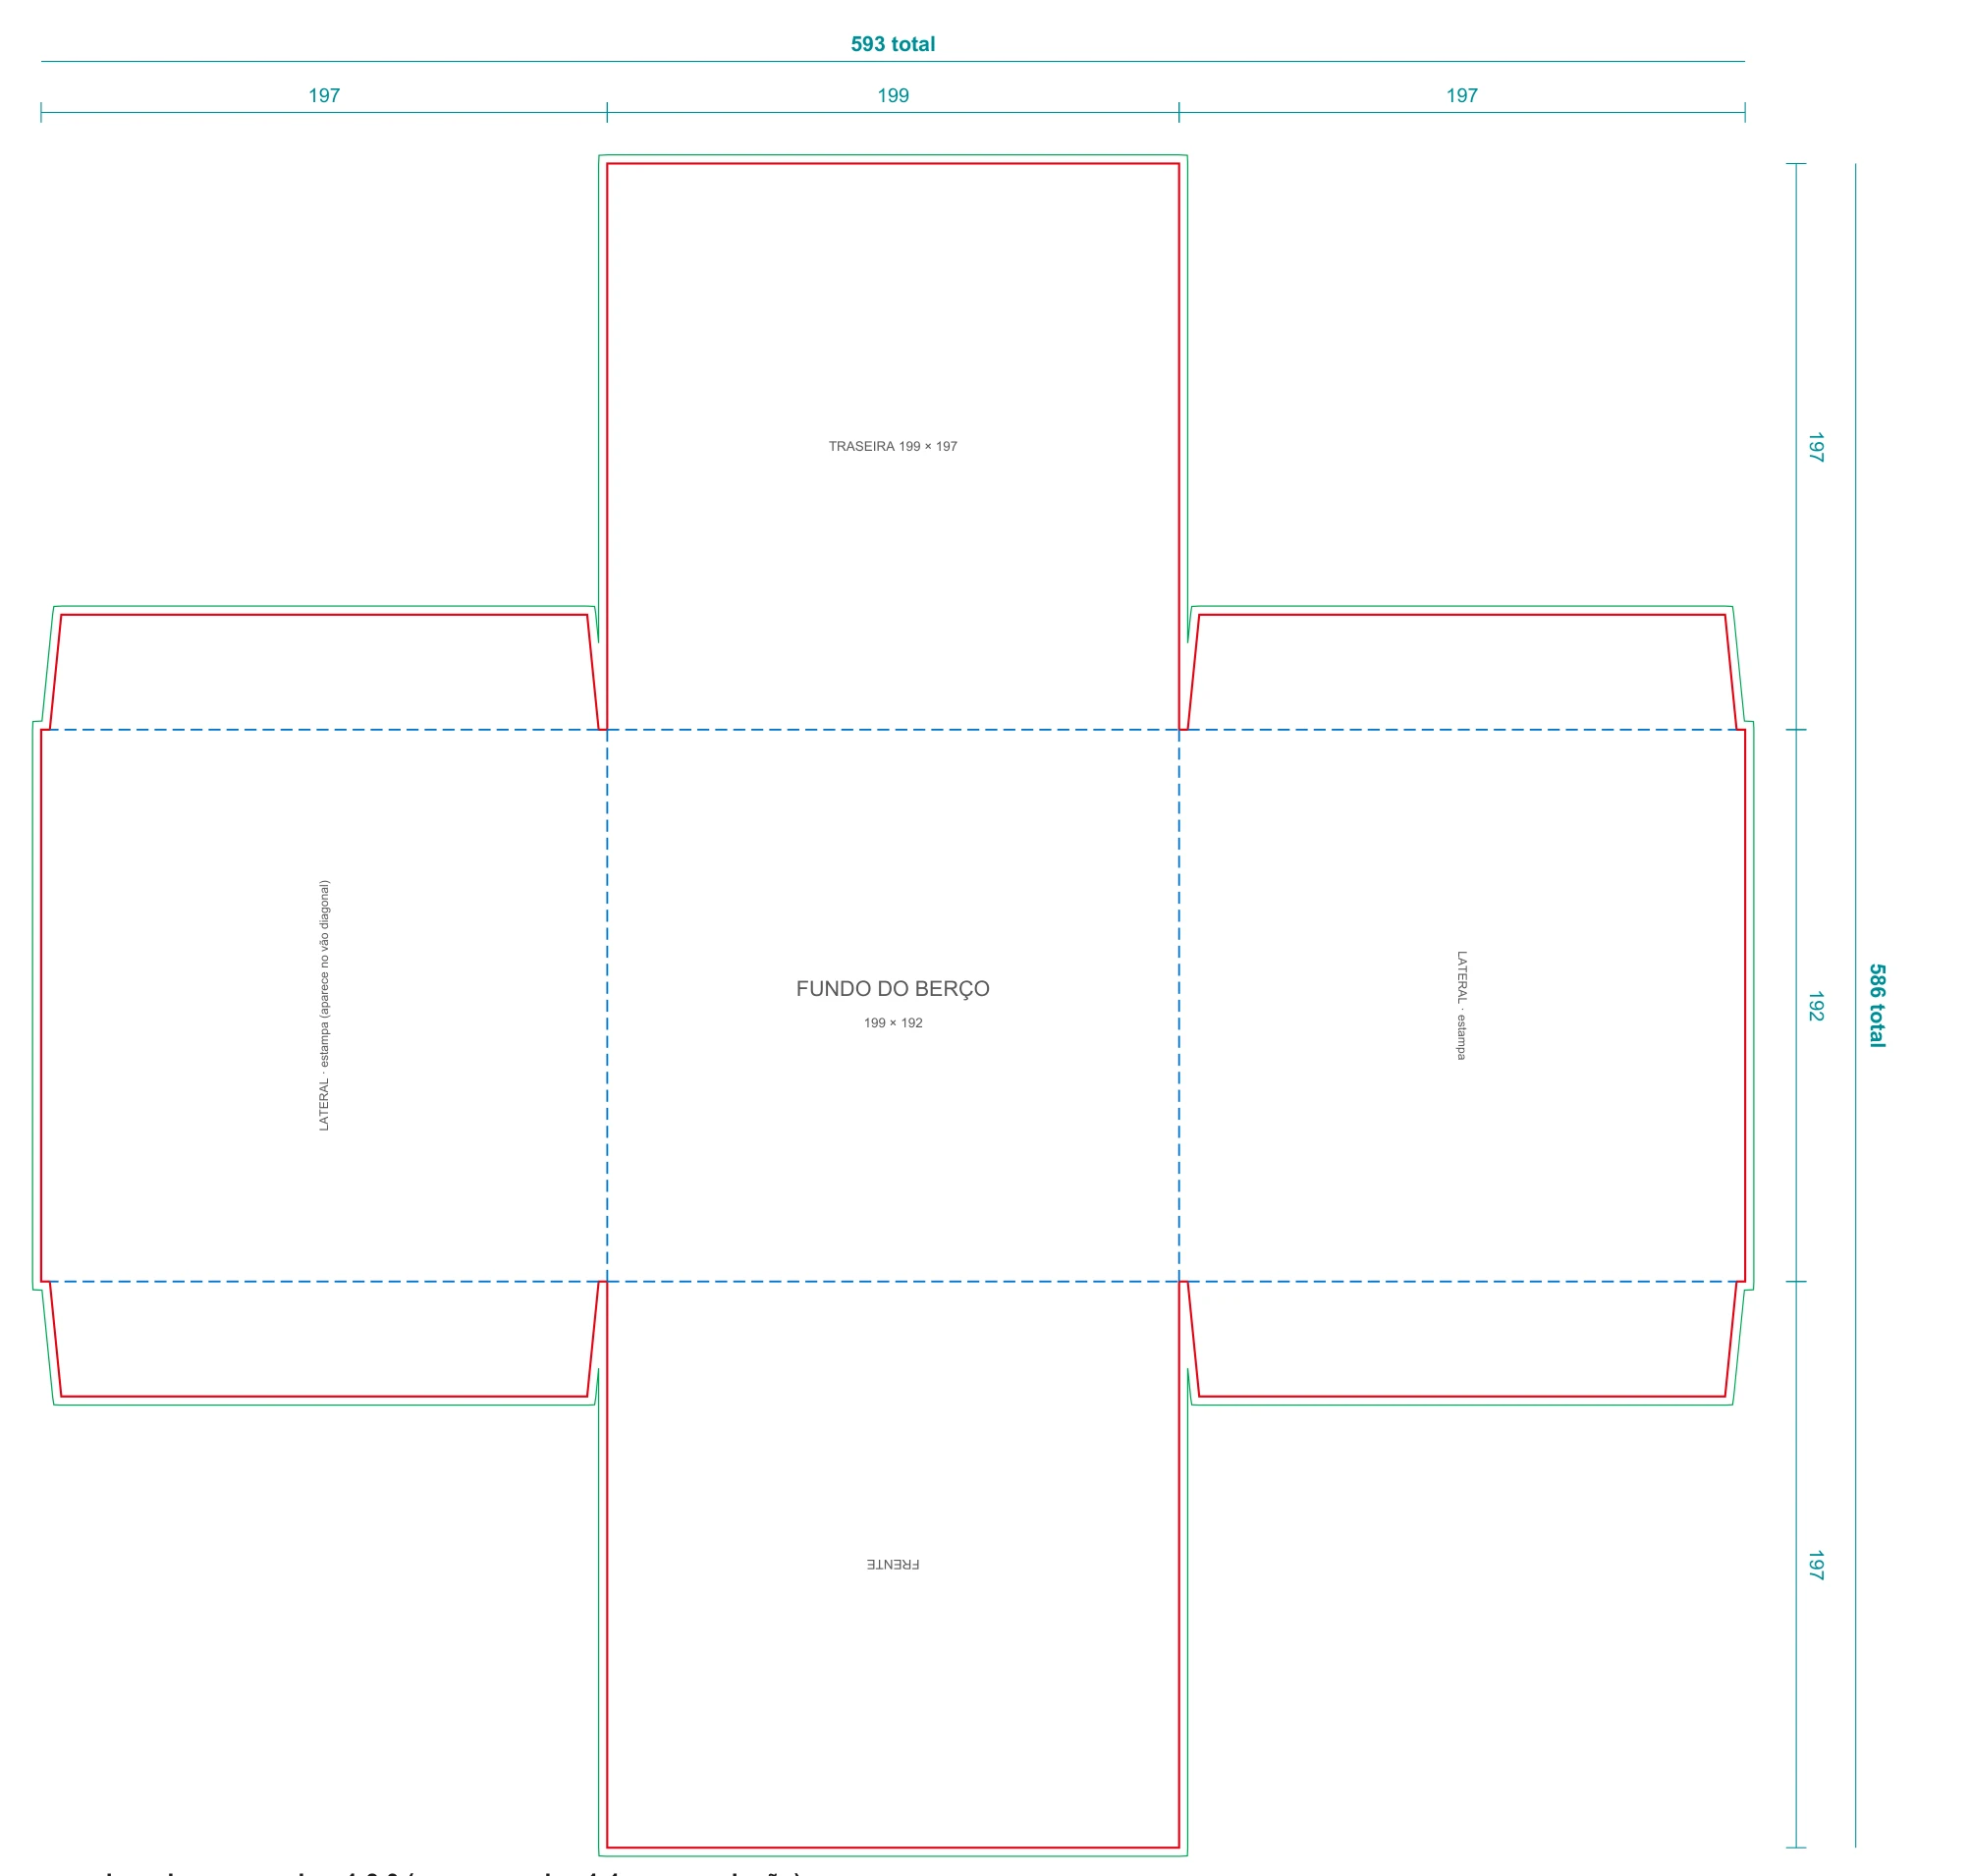 593 total
197
199
197
TRASEIRA 199 × 197
197
LATERAL · estampa (aparece no vão diagonal)
FUNDO DO BERÇO
199 × 192
LATERAL · estampa
192
586 total
FRENTE
197